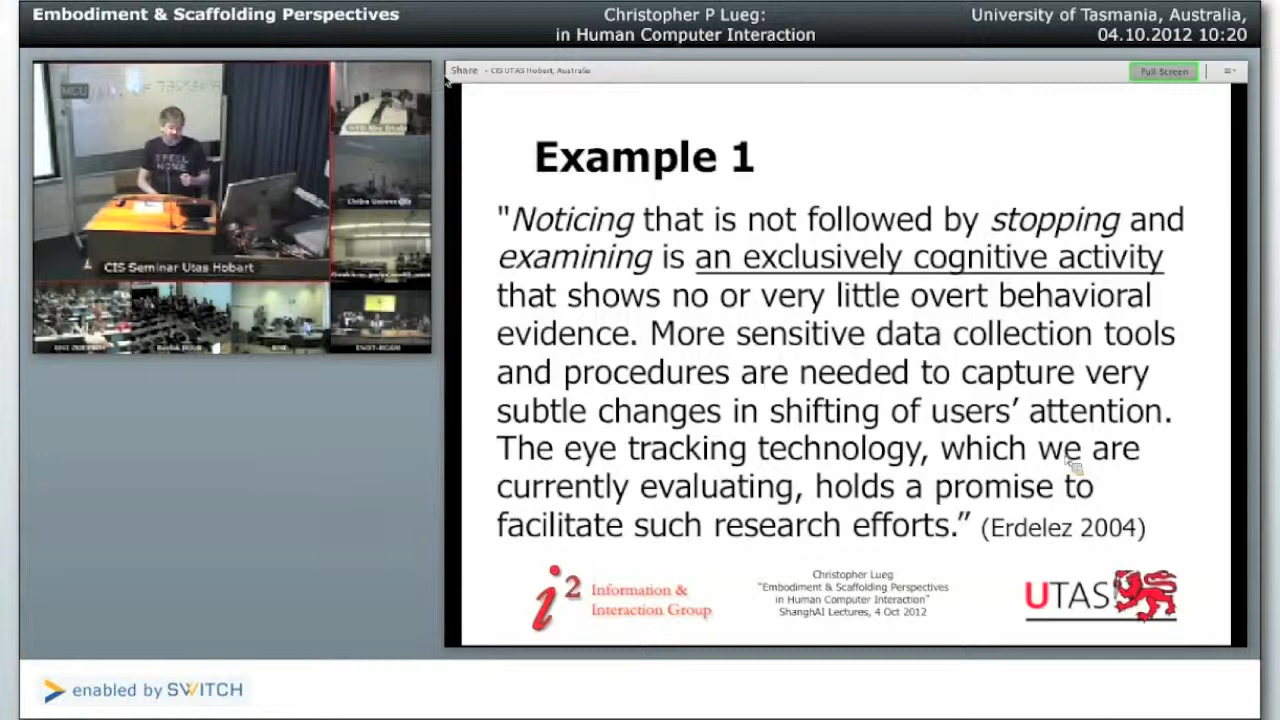 Embodiment & Scaffolding Perspectives
Christopher P Lueg:
in Human Computer Interaction
University of Tasmania, Australia,
04.10.2012 10:20
MCU
CIS Seminar Utas Hobart
Share - CIS UTAS Hobart, Australia
Full Screen
Example 1
"Noticing that is not followed by stopping and
examining is an exclusively cognitive activity
that shows no or very little overt behavioral
evidence. More sensitive data collection tools
and procedures are needed to capture very
subtle changes in shifting of users’ attention.
The eye tracking technology, which we are
currently evaluating, holds a promise to
facilitate such research efforts.” (Erdelez 2004)
i2 Information &
Interaction Group
Christopher Lueg
"Embodiment & Scaffolding Perspectives
in Human Computer Interaction"
ShanghAI Lectures, 4 Oct 2012
UTAS
enabled by SWITCH